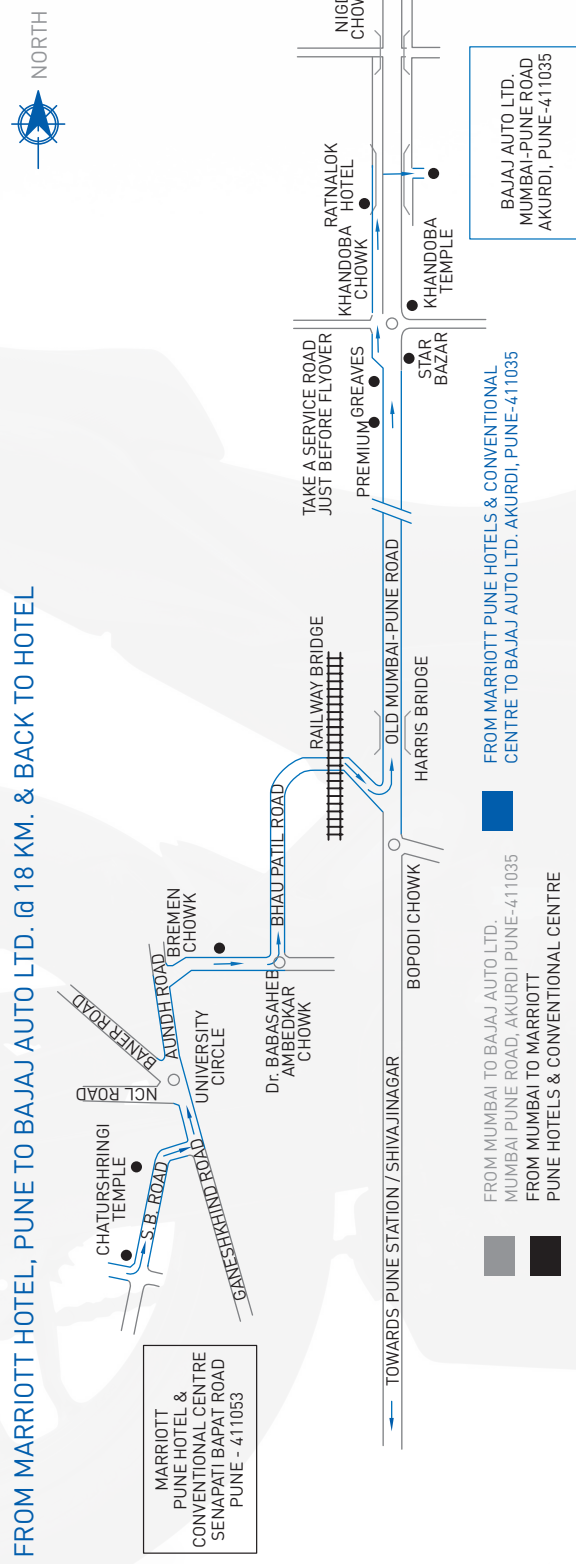 FROM MARRIOTT HOTEL, PUNE TO BAJAJ AUTO LTD. @ 18 KM. & BACK TO HOTEL
NORTH
MARRIOTT
PUNE HOTEL &
CONVENTIONAL CENTRE
SENAPATI BAPAT ROAD
PUNE - 411053
CHATURSHRINGI
TEMPLE
S.B. ROAD
GANESHKHIND ROAD
NCL ROAD
BANER ROAD
UNIVERSITY
CIRCLE
AUNDH ROAD
BREMEN
CHOWK
Dr. BABASAHEB
AMBEDKAR
CHOWK
BHAU PATIL ROAD
RAILWAY BRIDGE
TOWARDS PUNE STATION / SHIVAJINAGAR
BOPODI CHOWK
HARRIS BRIDGE
OLD MUMBAI-PUNE ROAD
TAKE A SERVICE ROAD
JUST BEFORE FLYOVER
PREMIUM
GREAVES
STAR
BAZAR
KHANDOBA
CHOWK
KHANDOBA
TEMPLE
RATNALOK
HOTEL
BAJAJ AUTO LTD.
MUMBAI-PUNE ROAD
AKURDI, PUNE-411035
FROM MUMBAI TO BAJAJ AUTO LTD.
MUMBAI PUNE ROAD, AKURDI PUNE-411035
FROM MUMBAI TO MARRIOTT
PUNE HOTELS & CONVENTIONAL CENTRE
FROM MARRIOTT PUNE HOTELS & CONVENTIONAL
CENTRE TO BAJAJ AUTO LTD. AKURDI, PUNE-411035